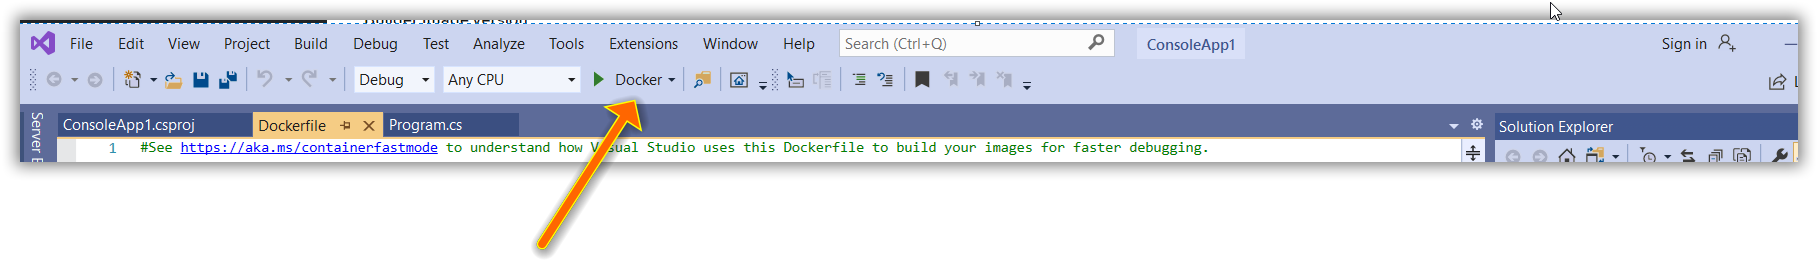 File Edit View Project Build Debug Test Analyze Tools Extensions Window Help Search (Ctrl+Q) ConsoleApp1 Sign in
Debug Any CPU Docker
Server
ConsoleApp1.csproj Dockerfile Program.cs Solution Explorer
1 #See https://aka.ms/containerfastmode to understand how Visual Studio uses this Dockerfile to build your images for faster debugging.